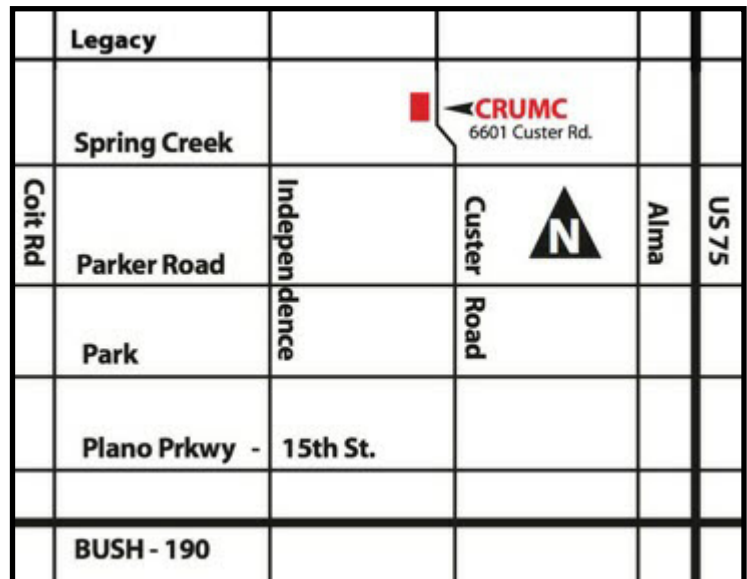 Legacy
CRUMC
6601 Custer Rd.
Spring Creek
Coit Rd
Independence
Custer Road
N
Alma
US 75
Parker Road
Park
Plano Prkwy - 15th St.
BUSH - 190